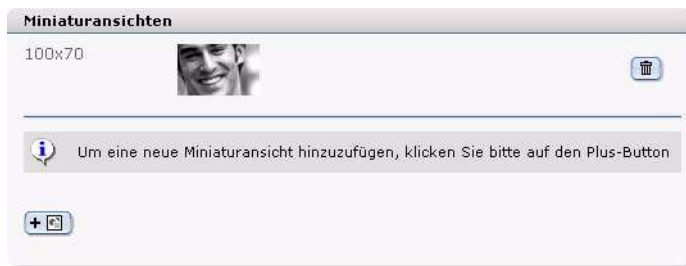 Miniaturansichten
100x70
Um eine neue Miniaturansicht hinzuzufügen, klicken Sie bitte auf den Plus-Button